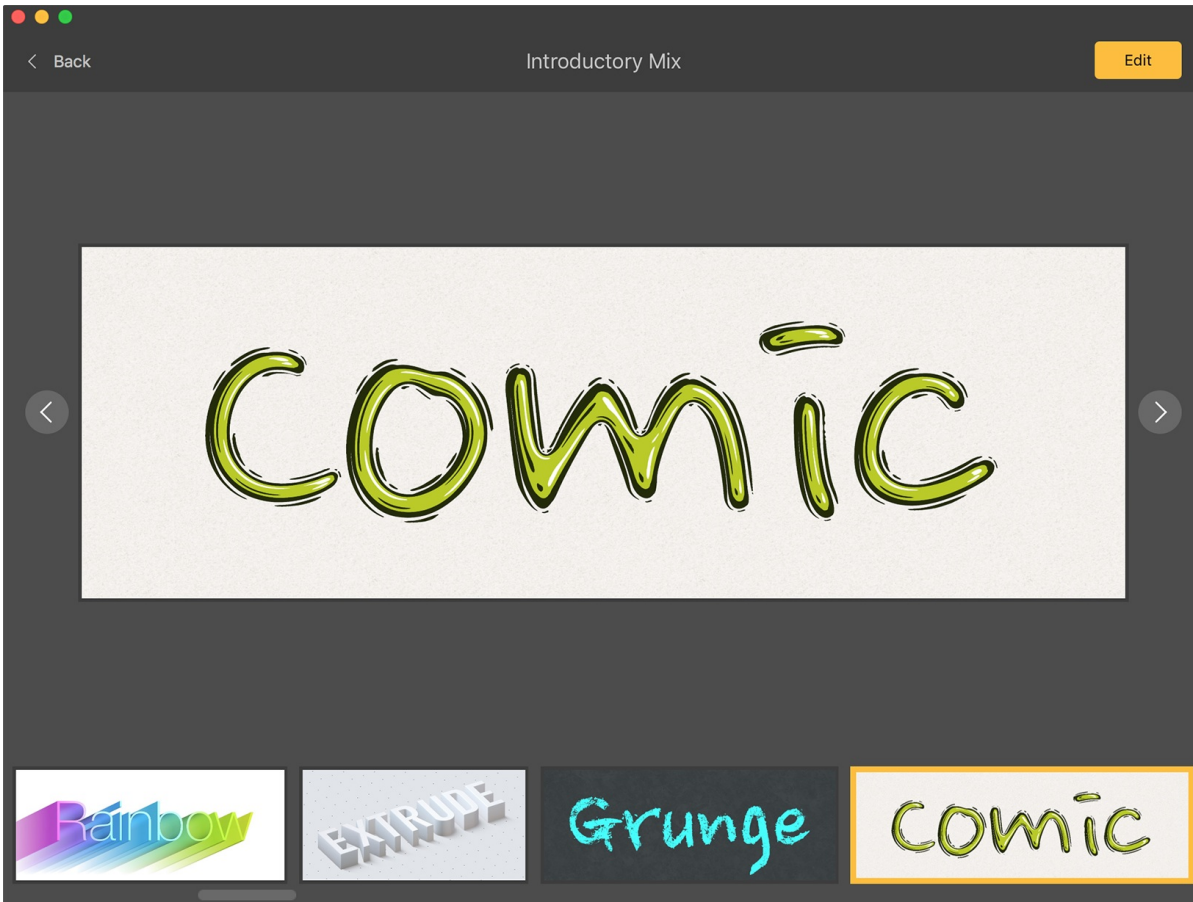 Back
Introductory Mix
Edit
comic
Rainbow
EXTRUDE
Grunge
comic